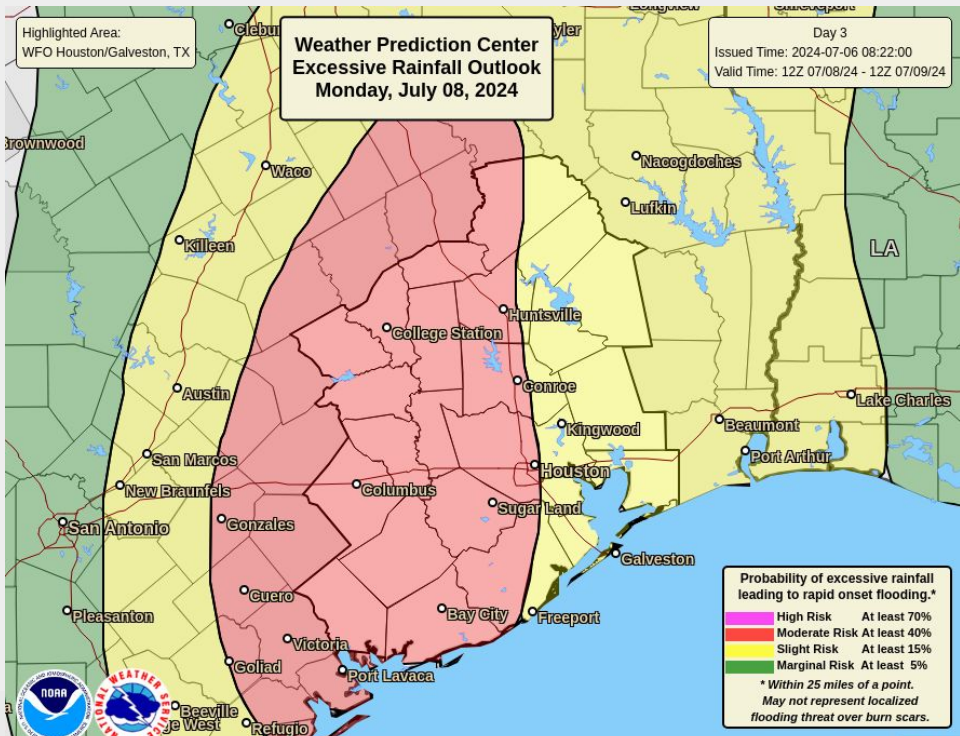 Highlighted Area:
WFO Houston/Galveston, TX
Weather Prediction Center
Excessive Rainfall Outlook
Monday, July 08, 2024
Day 3
Issued Time: 2024-07-06 08:22:00
Valid Time: 12Z 07/08/24 - 12Z 07/09/24
Waco
Nacogdoches
Lufkin
Killeen
LA
Huntsville
College Station
Conroe
Austin
Lake Charles
Kingwood
Beaumont
Port Arthur
San Marcos
Houston
New Braunfels
Columbus
Sugar Land
San Antonio
Gonzales
Galveston
Cuero
Pleasanton
Bay City
Freeport
Victoria
Goliad
Port Lavaca
Beeville
Refugio
Probability of excessive rainfall
leading to rapid onset flooding.*
High Risk At least 70%
Moderate Risk At least 40%
Slight Risk At least 15%
Marginal Risk At least 5%
* Within 25 miles of a point.
May not represent localized
flooding threat over burn scars.
NOAA
NATIONAL WEATHER SERVICE